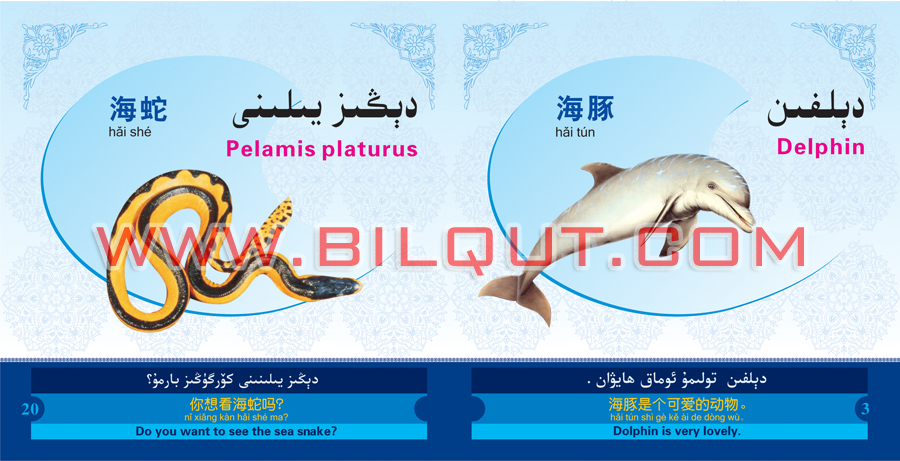 海蛇
hǎi shé
دېڭىز يىلىنى
Pelamis platurus
海豚
hǎi tún
دېلفىن
Delphin
WWW.BILQUT.COM
دېڭىز يىلىنىنى كۆرگۈڭىز بارمۇ؟
20
你想看海蛇吗?
nǐ xiǎng kàn hǎi shé ma?
Do you want to see the sea snake?
دېلفىن تولىمۇ ئوماق ھايۋان .
海豚是个可爱的动物。
3
hǎi tún shì gè kě ài de dòng wù.
Dolphin is very lovely.